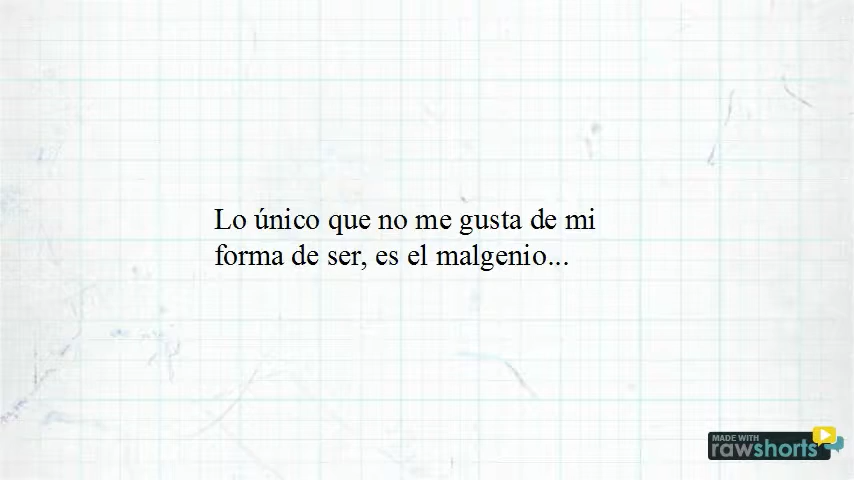 Lo único que no me gusta de mi
forma de ser, es el malgenio...
MADE WITH
rawshorts